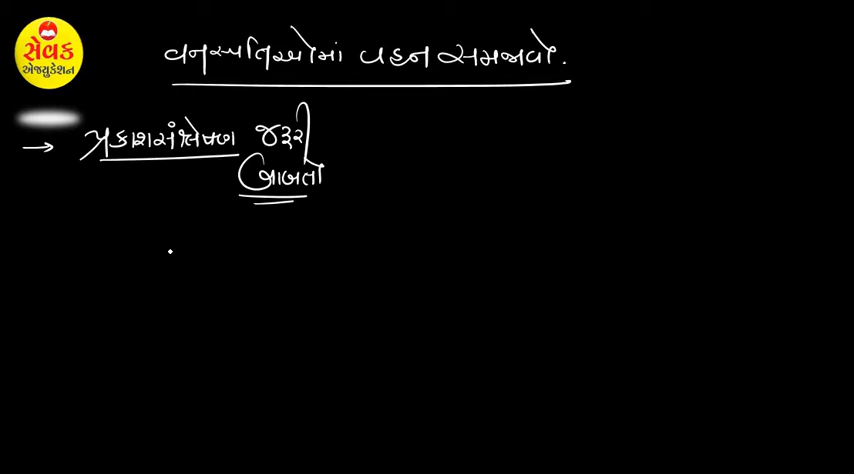 સેવક
એજ્યુકેશન
વનસ્પતિઓમાં વહન સમજાવો.
→ પ્રકાશસંશ્લેષણ જરૂરી
બાબતો